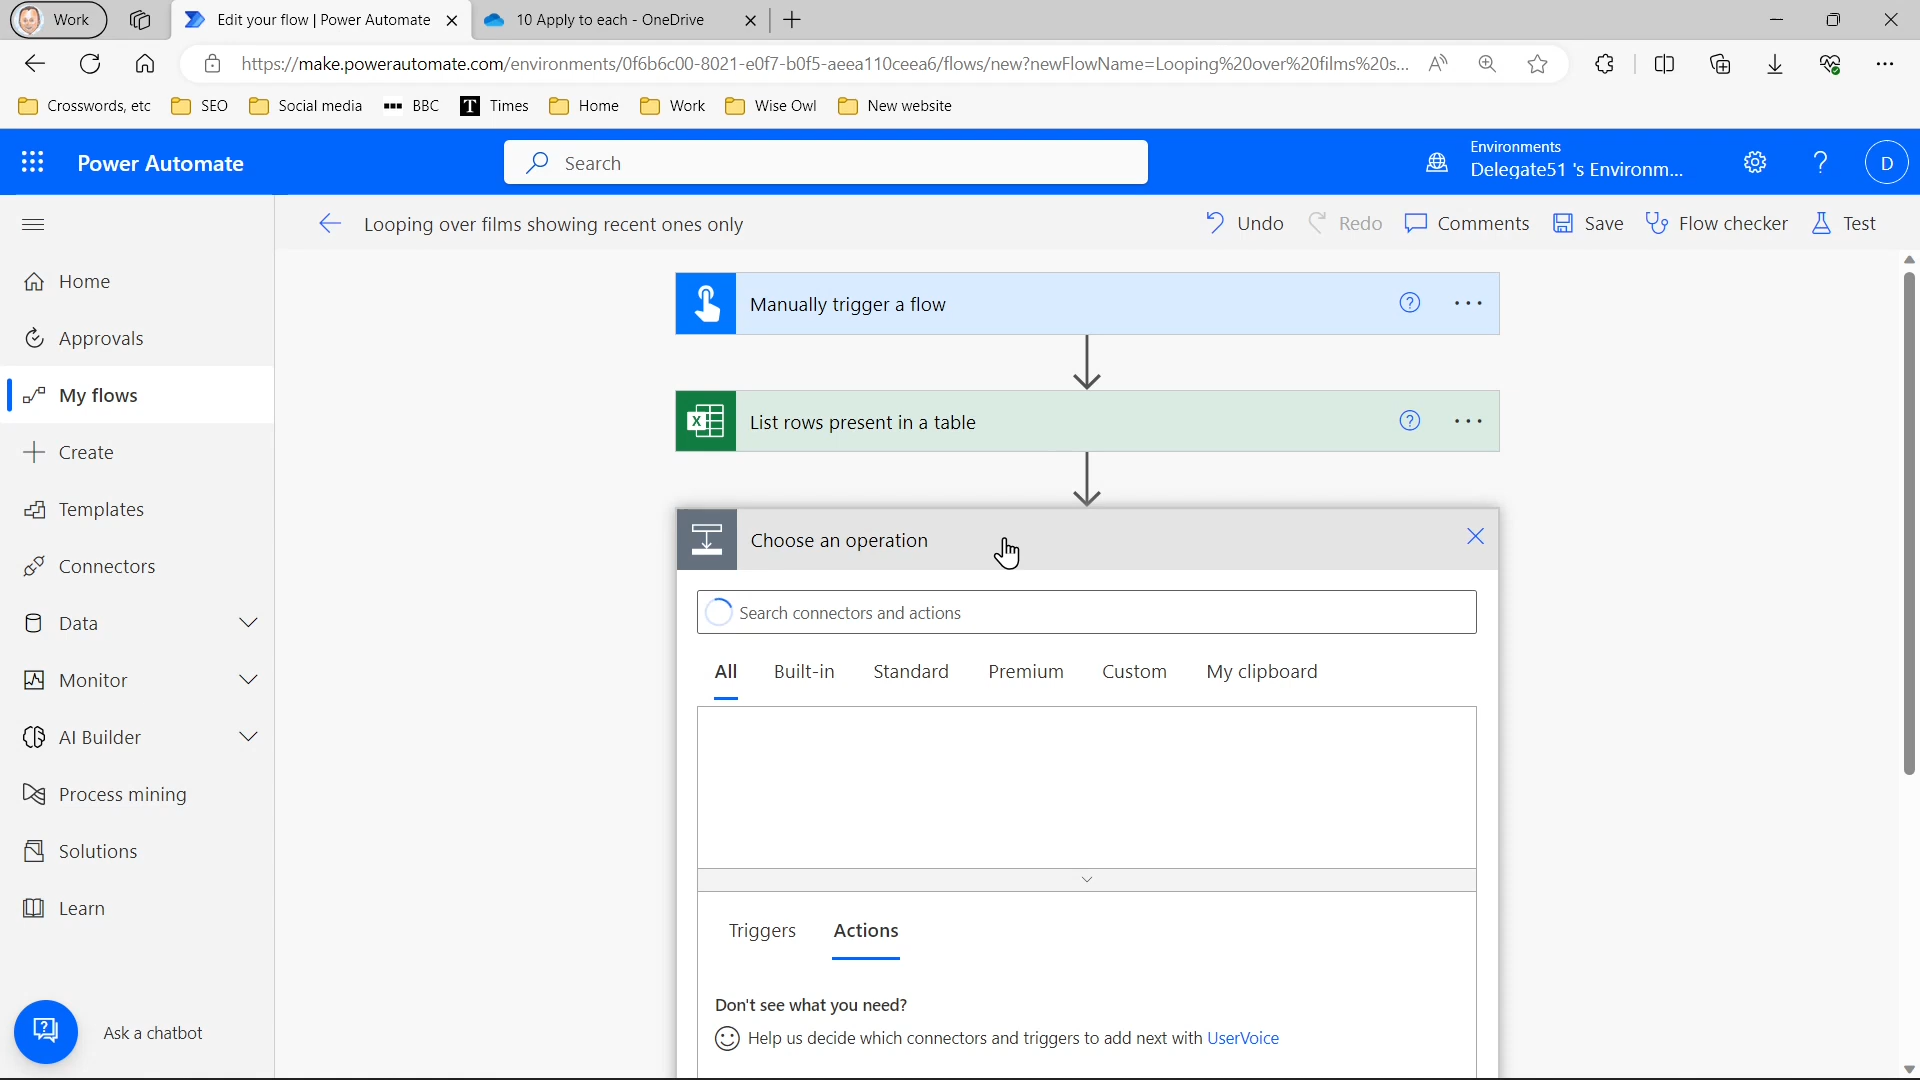 Work
Edit your flow | Power Automate
10 Apply to each - OneDrive
https://make.powerautomate.com/environments/0f6b6c00-8021-e0f7-b0f5-aeea110ceea6/flows/new?newFlowName=Looping%20over%20films%20s...
Crosswords, etc
SEO
Social media
BBC
T Times
Home
Work
Wise Owl
New website
Power Automate
Search
Environments
Delegate51 's Environm...
D
Looping over films showing recent ones only
Undo
Redo
Comments
Save
Flow checker
Test
Home
Approvals
My flows
Create
Templates
Connectors
Data
Monitor
AI Builder
Process mining
Solutions
Learn
Ask a chatbot
Manually trigger a flow
List rows present in a table
Choose an operation
Search connectors and actions
All
Built-in
Standard
Premium
Custom
My clipboard
Triggers
Actions
Don't see what you need?
Help us decide which connectors and triggers to add next with UserVoice